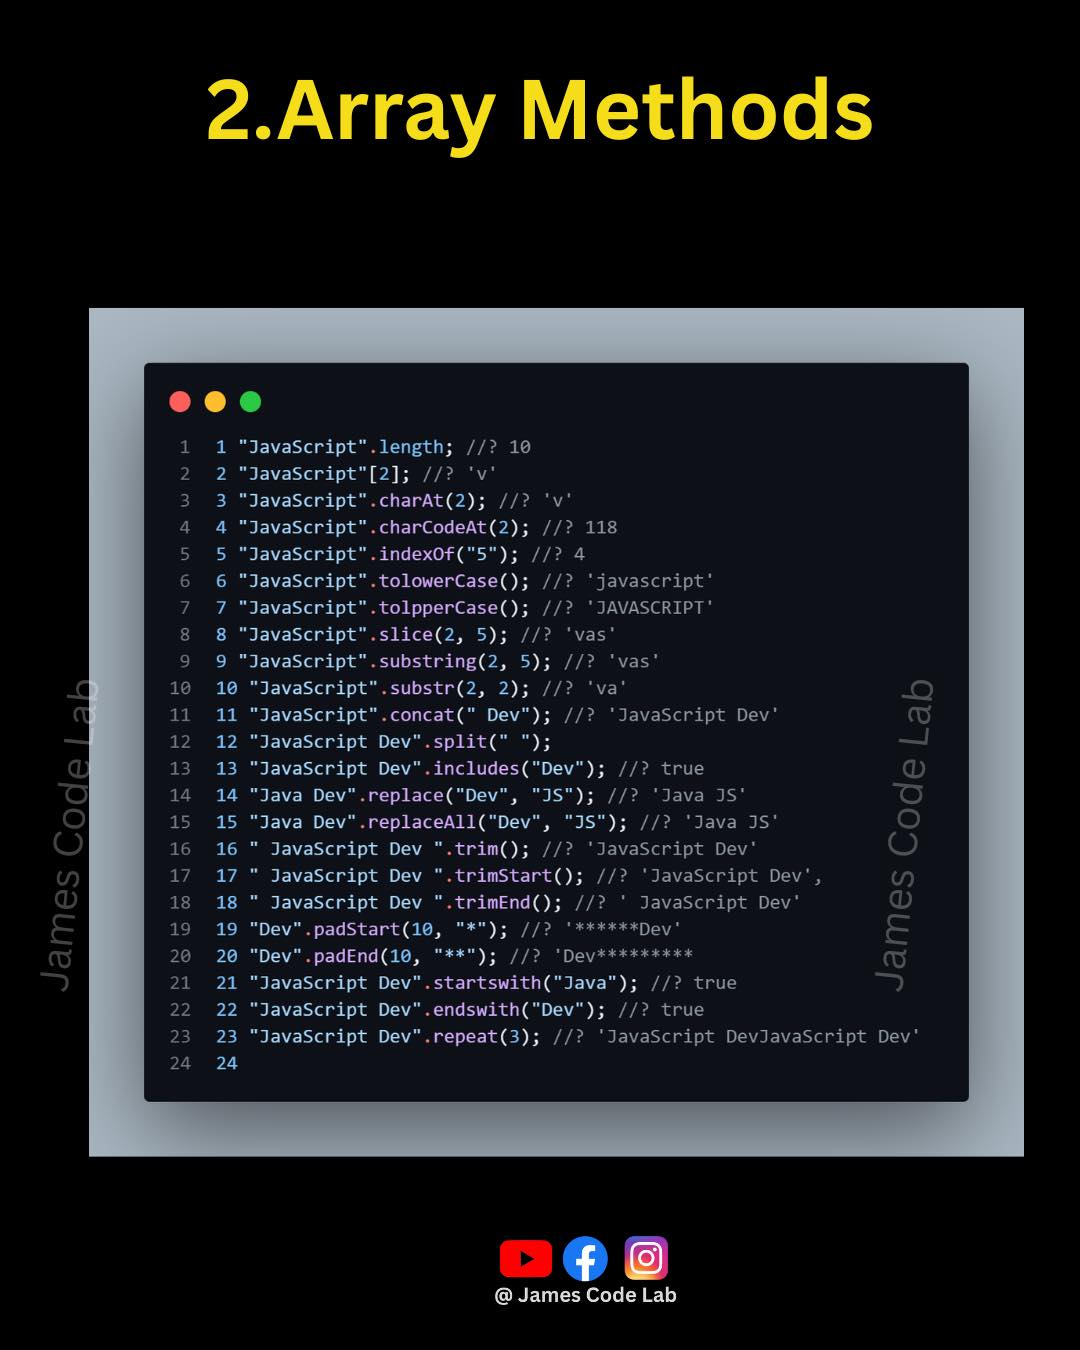 2.Array Methods
1 1 "JavaScript".length; //? 10
2 2 "JavaScript"[2]; //? 'v'
3 3 "JavaScript".charAt(2); //? 'v'
4 4 "JavaScript".charCodeAt(2); //? 118
5 5 "JavaScript".indexOf("5"); //? 4
6 6 "JavaScript".tolowerCase(); //? 'javascript'
7 7 "JavaScript".tolpperCase(); //? 'JAVASCRIPT'
8 8 "JavaScript".slice(2, 5); //? 'vas'
9 9 "JavaScript".substring(2, 5); //? 'vas'
10 10 "JavaScript".substr(2, 2); //? 'va'
11 11 "JavaScript".concat(" Dev"); //? 'JavaScript Dev'
12 12 "JavaScript Dev".split(" ");
13 13 "JavaScript Dev".includes("Dev"); //? true
14 14 "Java Dev".replace("Dev", "JS"); //? 'Java JS'
15 15 "Java Dev".replaceAll("Dev", "JS"); //? 'Java JS'
16 16 " JavaScript Dev ".trim(); //? 'JavaScript Dev'
17 17 " JavaScript Dev ".trimStart(); //? 'JavaScript Dev',
18 18 " JavaScript Dev ".trimEnd(); //? ' JavaScript Dev'
19 19 "Dev".padStart(10, "*"); //? '******Dev'
20 20 "Dev".padEnd(10, "**"); //? 'Dev*********
21 21 "JavaScript Dev".startswith("Java"); //? true
22 22 "JavaScript Dev".endswith("Dev"); //? true
23 23 "JavaScript Dev".repeat(3); //? 'JavaScript DevJavaScript Dev'
24 24
James Code Lab
James Code Lab
@ James Code Lab